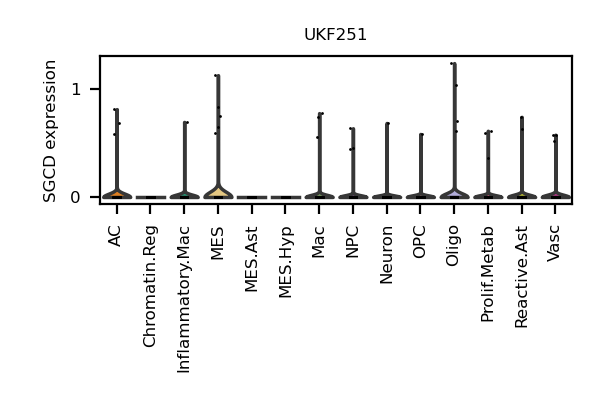 UKF251
SGCD expression
1
0
AC
Chromatin.Reg
Inflammatory.Mac
MES
MES.Ast
MES.Hyp
Mac
NPC
Neuron
OPC
Oligo
Prolif.Metab
Reactive.Ast
Vasc